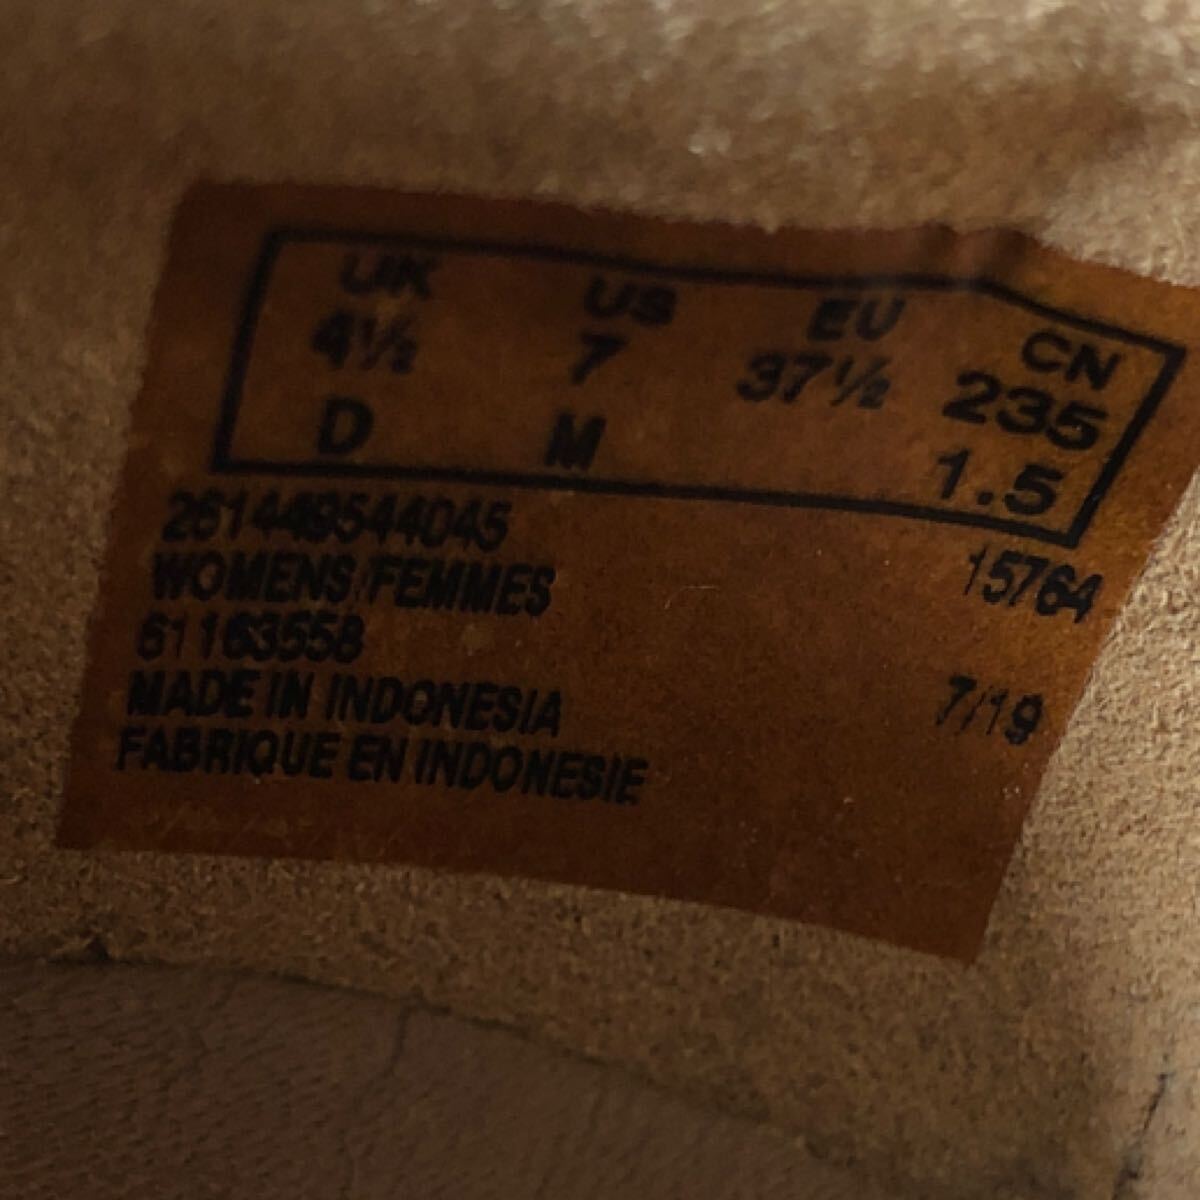 UK US EU CN
4½ 7 37½ 235
D M 1.5
261449544045 15764
WOMENS/FEMMES
61163558
MADE IN INDONESIA 7/19
FABRIQUE EN INDONESIE